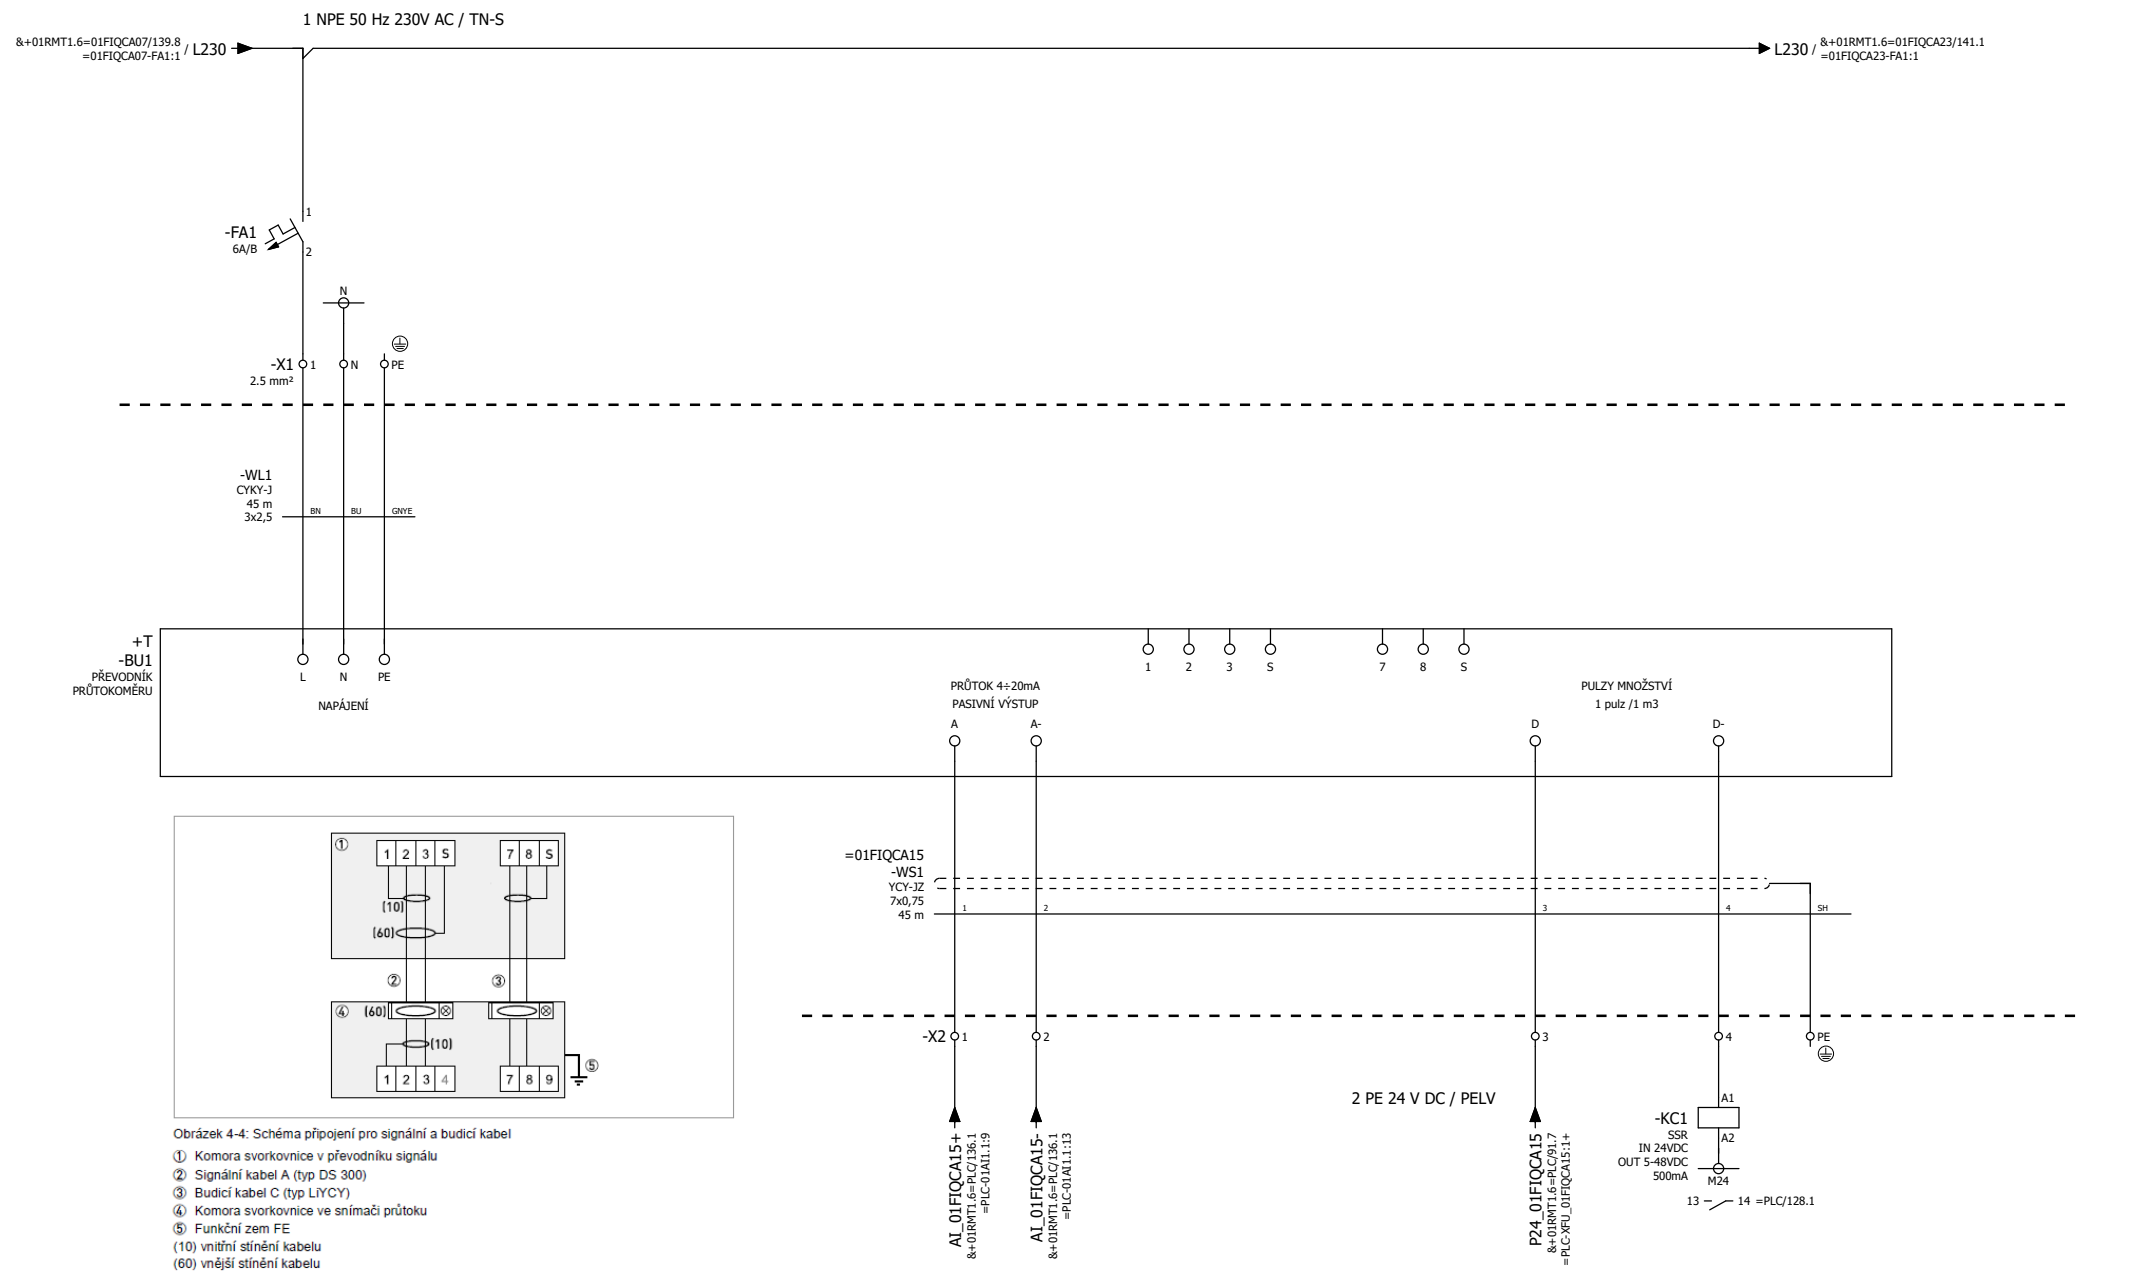 1 NPE 50 Hz 230V AC / TN-S
&+01RMT1.6=01FIQCA07/139.8
=01FIQCA07-FA1:1
/ L230
L230 /
&+01RMT1.6=01FIQCA23/141.1
=01FIQCA23-FA1:1
1
-FA1
6A/B
2
N
-X1
2.5 mm²
1
N
PE
-WL1
CYKY-J
45 m
3x2,5
BN
BU
GNYE
+T
-BU1
PŘEVODNÍK
PRŮTOKOMĚRU
L
N
PE
NAPÁJENÍ
1
2
3
S
7
8
S
PRŮTOK 4÷20mA
PASIVNÍ VÝSTUP
A
A-
PULZY MNOŽSTVÍ
1 pulz /1 m3
D
D-
=01FIQCA15
-WS1
YCY-JZ
7x0,75
45 m
1
2
3
4
SH
-X2
1
2
3
4
PE
2 PE 24 V DC / PELV
AI_01FIQCA15+
&+01RMT1.6=PLC/136.1
=PLC-01AI1.1:9
AI_01FIQCA15-
&+01RMT1.6=PLC/136.1
=PLC-01AI1.1:13
P24_01FIQCA15
&+01RMT1.6=PLC/91.7
=PLC-XFU_01FIQCA15:1+
A1
-KC1
SSR
IN 24VDC
OUT 5-48VDC
500mA
A2
M24
13
14 =PLC/128.1
①
1 2 3 S
7 8 S
(10)
(60)
②
③
④ (60)
(10)
1 2 3 4
7 8 9
⑤
Obrázek 4-4: Schéma připojení pro signální a budicí kabel
① Komora svorkovnice v převodníku signálu
② Signální kabel A (typ DS 300)
③ Budicí kabel C (typ LiYCY)
④ Komora svorkovnice ve snímači průtoku
⑤ Funkční zem FE
(10) vnitřní stínění kabelu
(60) vnější stínění kabelu